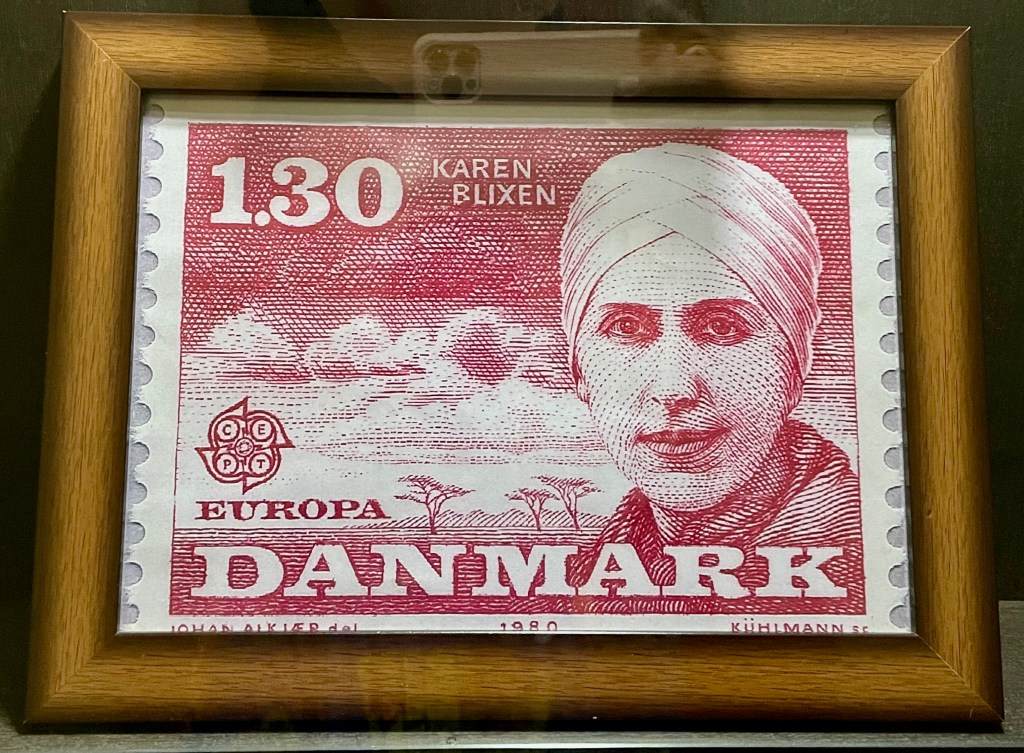 1.30
KAREN
BLIXEN
C E
P T
EUROPA
DANMARK
JOHAN ALKJÆR del. 1980 KÜHLMANN sc